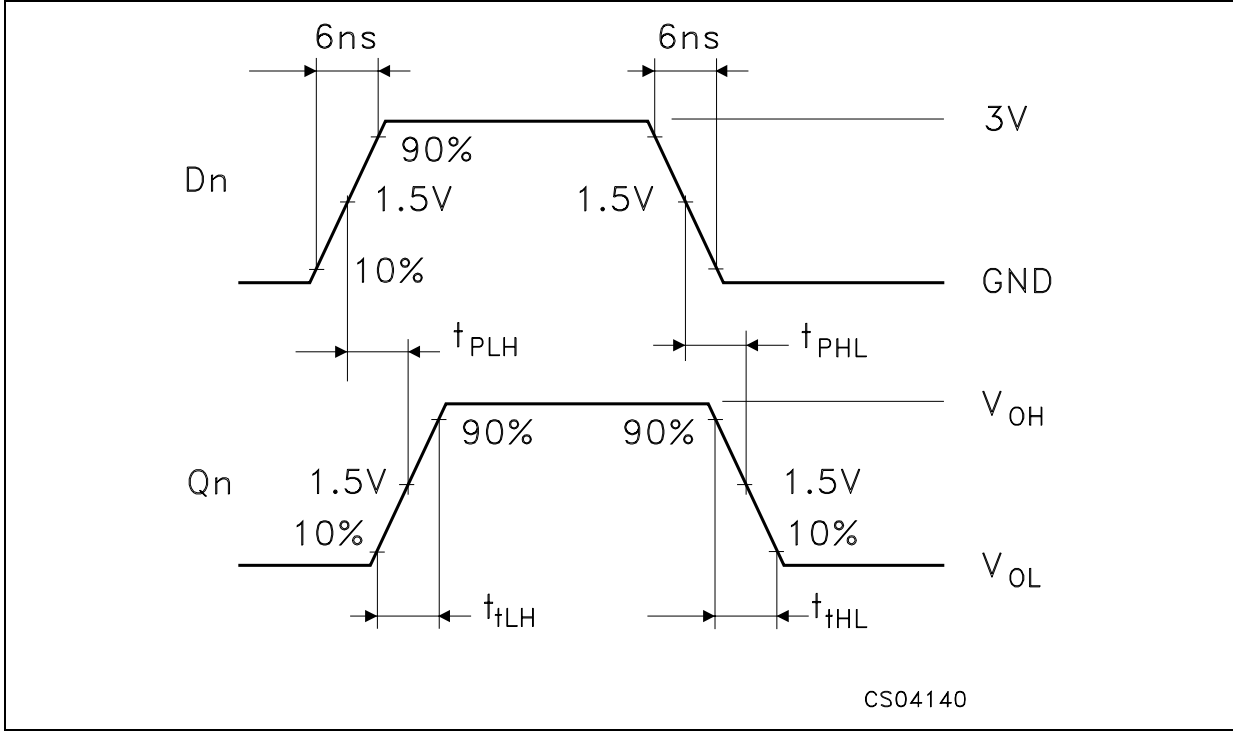 6ns 6ns
3V
90%
Dn 1.5V 1.5V
10%
GND
tPLH tPHL
VOH
90% 90%
Qn 1.5V 1.5V
10% 10%
VOL
ttLH ttHL
CS04140